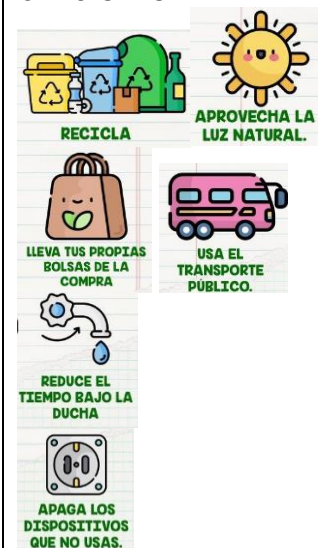 RECICLA
APROVECHA LA
LUZ NATURAL.
LLEVA TUS PROPIAS
BOLSAS DE LA
COMPRA
USA EL
TRANSPORTE
PÚBLICO.
REDUCE EL
TIEMPO BAJO LA
DUCHA
APAGA LOS
DISPOSITIVOS
QUE NO USAS.